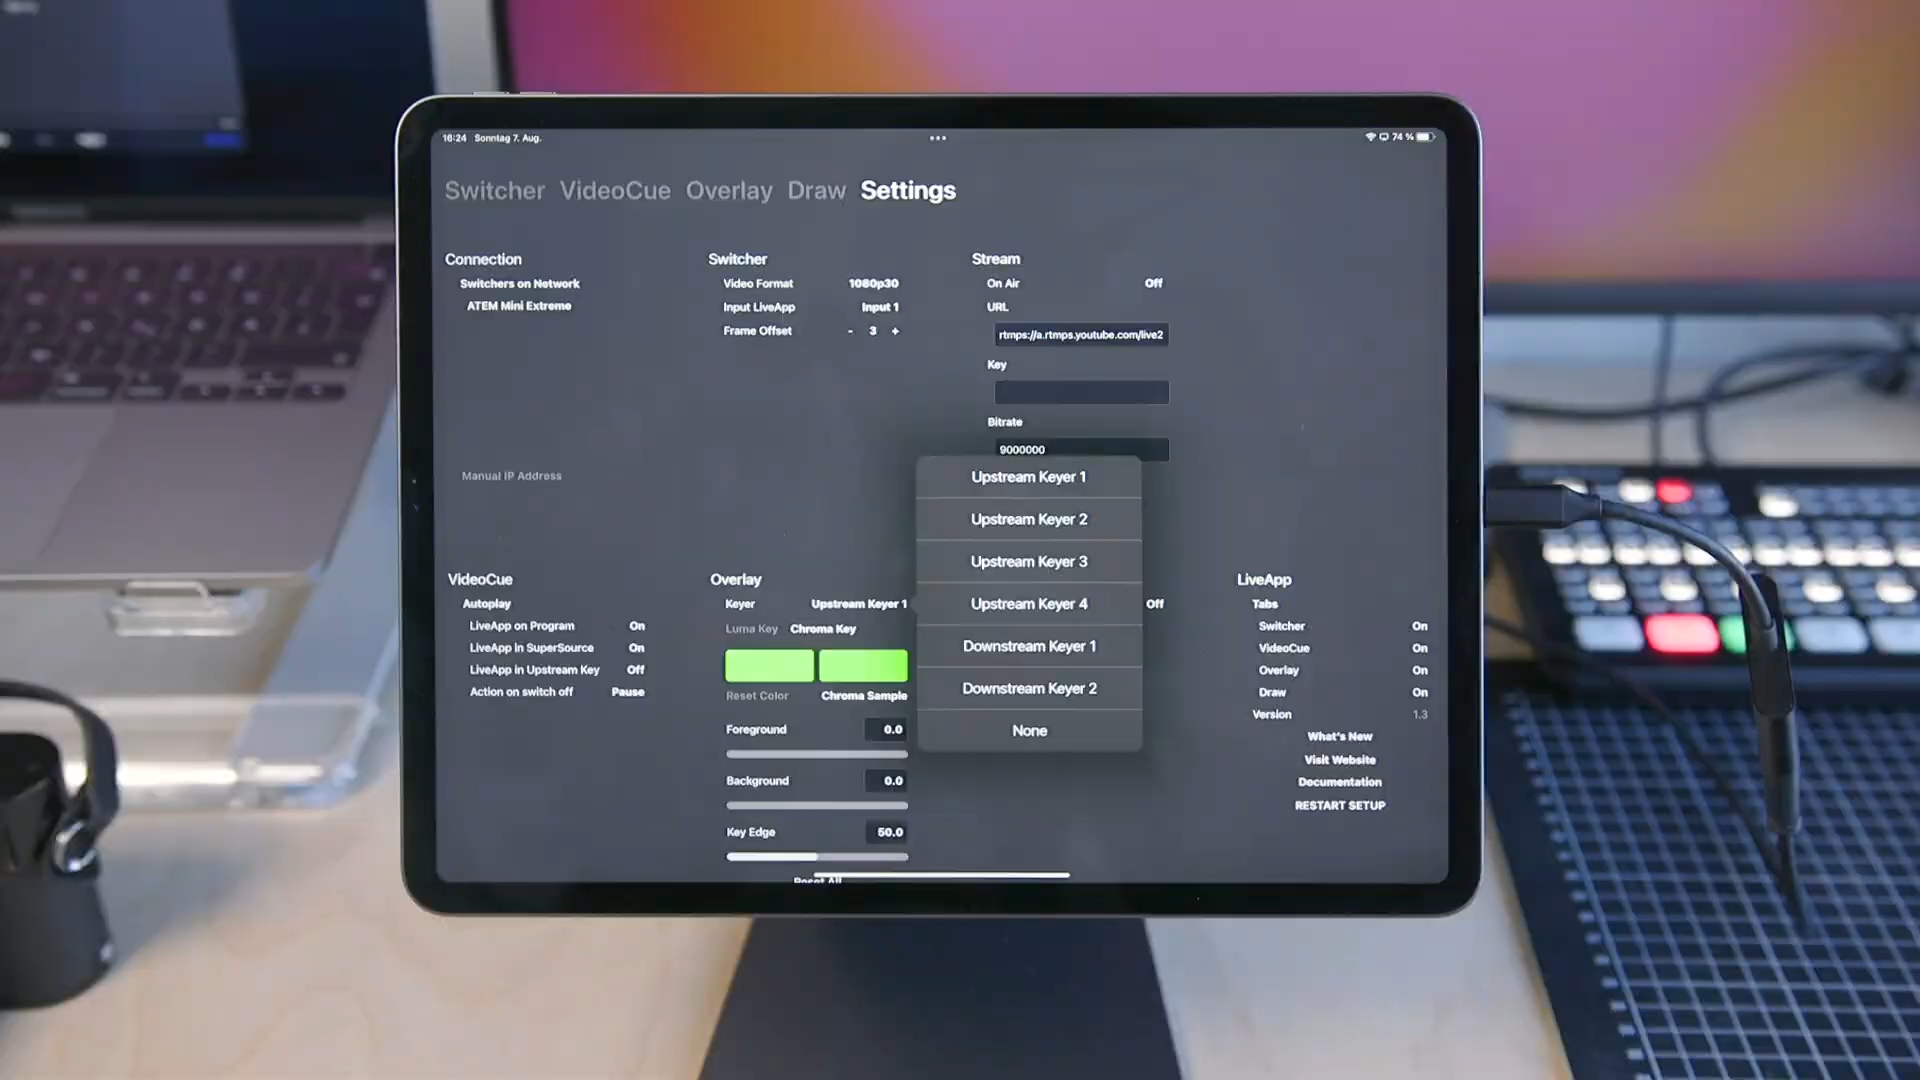 16:24 Sonntag 7. Aug.
74 %
Switcher VideoCue Overlay Draw Settings
Connection
Switchers on Network
ATEM Mini Extreme
Manual IP Address
Switcher
Video Format 1080p30
Input LiveApp Input 1
Frame Offset - 3 +
Stream
On Air Off
URL
rtmps://a.rtmps.youtube.com/live2
Key
Bitrate
9000000
Upstream Keyer 1
Upstream Keyer 2
Upstream Keyer 3
Upstream Keyer 4
Downstream Keyer 1
Downstream Keyer 2
None
VideoCue
Autoplay
LiveApp on Program On
LiveApp in SuperSource On
LiveApp in Upstream Key Off
Action on switch off Pause
Overlay
Keyer Upstream Keyer 1
Luma Key Chroma Key
Reset Color Chroma Sample
Foreground 0.0
Background 0.0
Key Edge 50.0
Reset All
Off
LiveApp
Tabs
Switcher On
VideoCue On
Overlay On
Draw On
Version 1.3
What's New
Visit Website
Documentation
RESTART SETUP